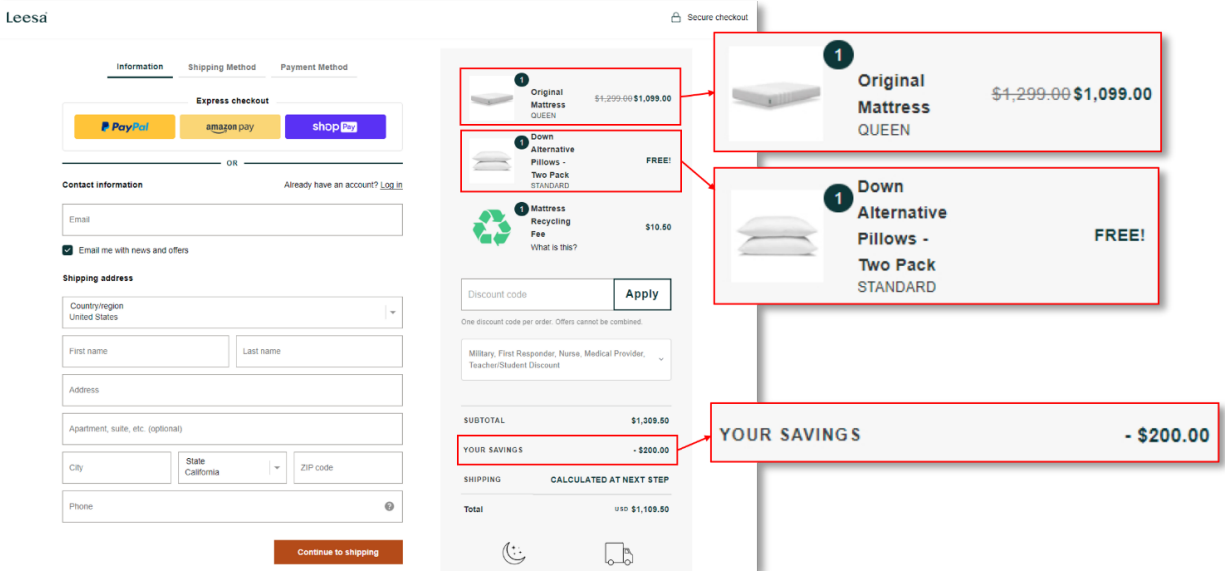 Leesa
Secure checkout
Information
Shipping Method
Payment Method
Express checkout
PayPal
amazon pay
shop Pay
OR
Contact information
Already have an account? Log in
Email
Email me with news and offers
Shipping address
Country/region
United States
First name
Last name
Address
Apartment, suite, etc. (optional)
City
State
California
ZIP code
Phone
?
Continue to shipping
1
Original
Mattress
QUEEN
$1,299.00 $1,099.00
1
Down
Alternative
Pillows -
Two Pack
STANDARD
FREE!
1
Mattress
Recycling
Fee
What is this?
$10.50
Discount code
Apply
One discount code per order. Offers cannot be combined.
Military, First Responder, Nurse, Medical Provider,
Teacher/Student Discount
SUBTOTAL
$1,309.50
YOUR SAVINGS
- $200.00
SHIPPING
CALCULATED AT NEXT STEP
Total
USD $1,109.50
1
Original
Mattress
QUEEN
$1,299.00 $1,099.00
1
Down
Alternative
Pillows -
Two Pack
STANDARD
FREE!
YOUR SAVINGS
- $200.00